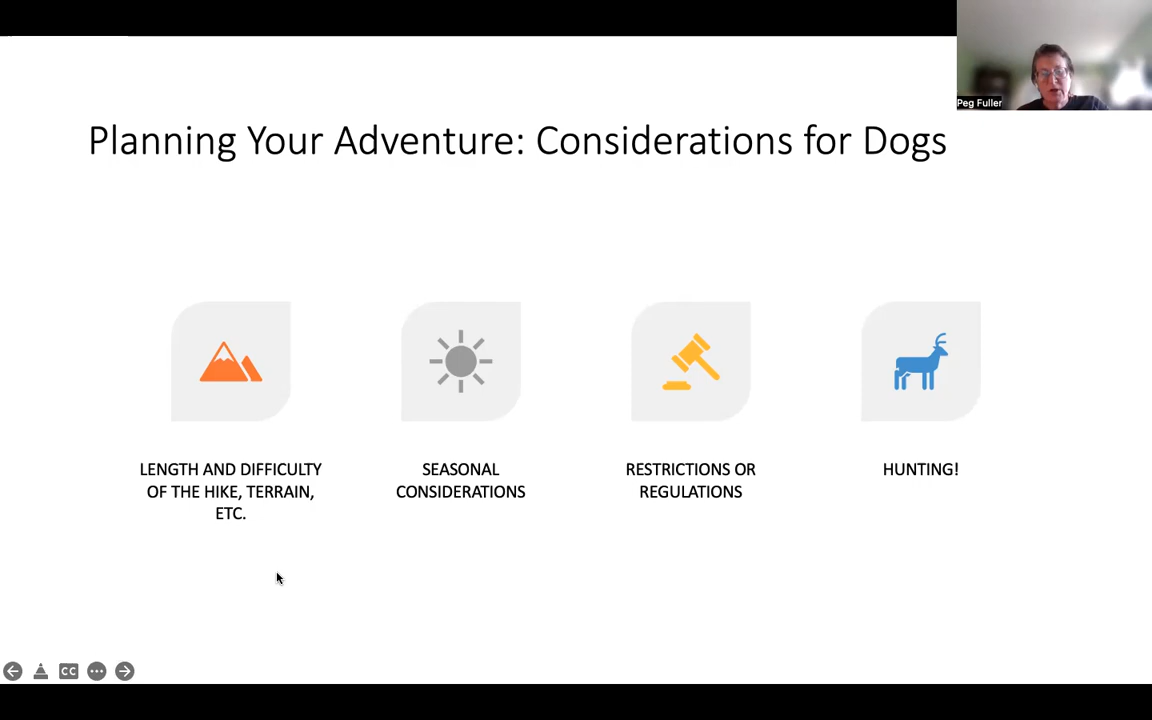 Peg Fuller
Planning Your Adventure: Considerations for Dogs
LENGTH AND DIFFICULTY
OF THE HIKE, TERRAIN,
ETC.
SEASONAL
CONSIDERATIONS
RESTRICTIONS OR
REGULATIONS
HUNTING!
CC